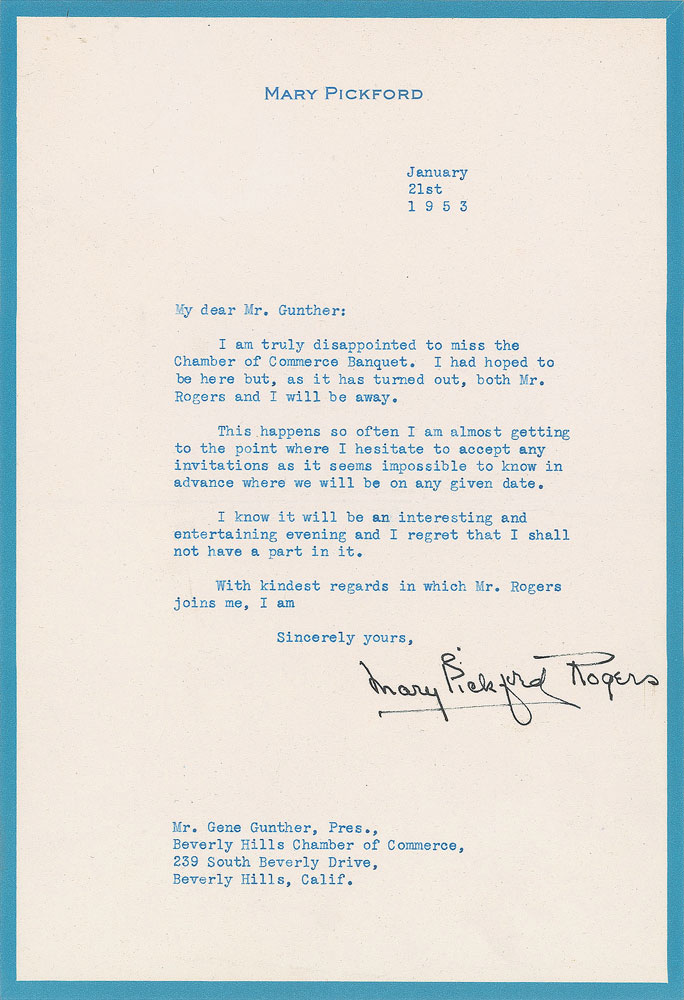 MARY PICKFORD
January
21st
1 9 5 3
My dear Mr. Gunther:
I am truly disappointed to miss the
Chamber of Commerce Banquet. I had hoped to
be here but, as it has turned out, both Mr.
Rogers and I will be away.
This happens so often I am almost getting
to the point where I hesitate to accept any
invitations as it seems impossible to know in
advance where we will be on any given date.
I know it will be an interesting and
entertaining evening and I regret that I shall
not have a part in it.
With kindest regards in which Mr. Rogers
joins me, I am
Sincerely yours,
Mary Pickford Rogers
Mr. Gene Gunther, Pres.,
Beverly Hills Chamber of Commerce,
239 South Beverly Drive,
Beverly Hills, Calif.